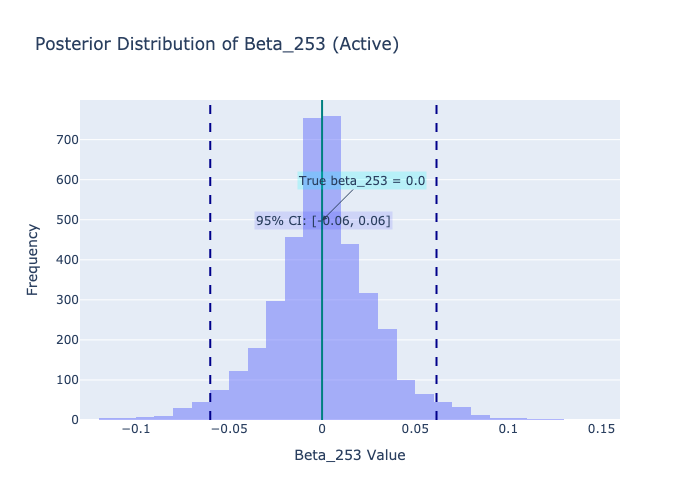 Posterior Distribution of Beta_253 (Active)
700
600
500
400
300
200
100
0
Frequency
True beta_253 = 0.0
95% CI: [-0.06, 0.06]
−0.1
−0.05
0
0.05
0.1
0.15
Beta_253 Value